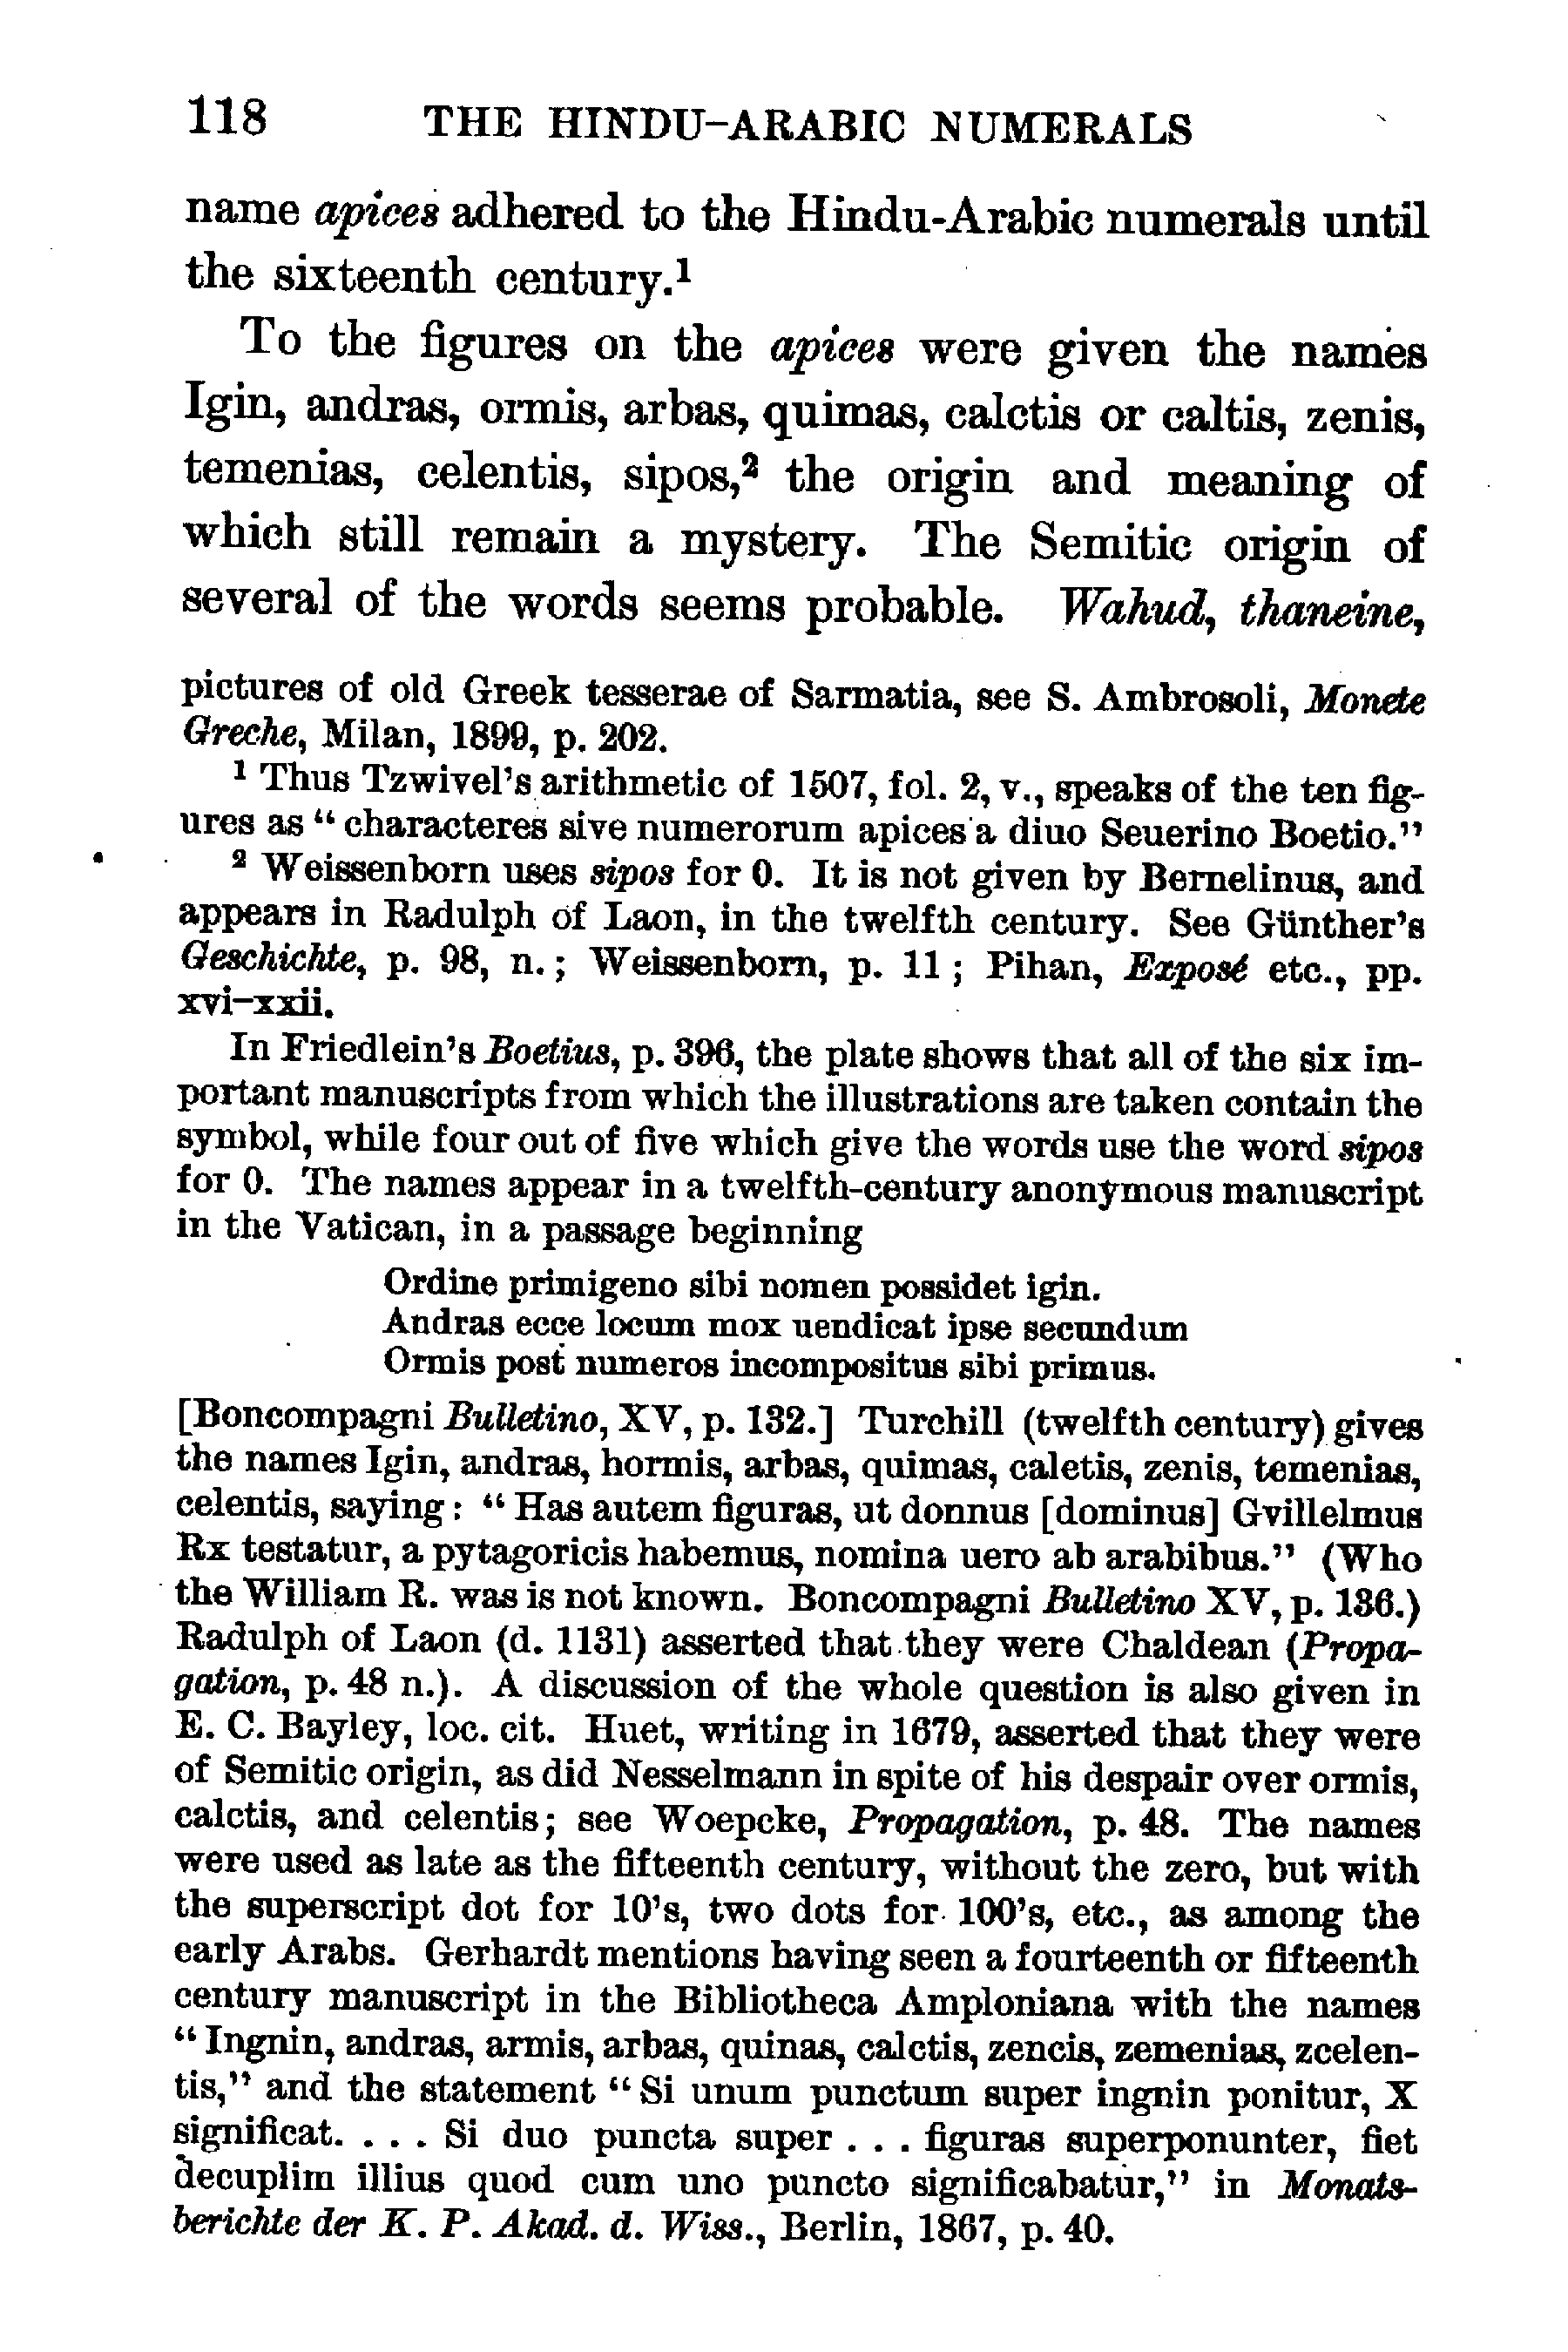 118 THE HINDU–ARABIC NUMERALS
name apices adhered to the Hindu-Arabic numerals until
the sixteenth century.¹
To the figures on the apices were given the names
Igin, andras, ormis, arbas, quimas, calctis or caltis, zenis,
temenias, celentis, sipos,² the origin and meaning of
which still remain a mystery. The Semitic origin of
several of the words seems probable. Wahud, thaneine,
pictures of old Greek tesserae of Sarmatia, see S. Ambrosoli, Monete
Greche, Milan, 1899, p. 202.
¹ Thus Tzwivel's arithmetic of 1507, fol. 2, v., speaks of the ten fig-
ures as "characteres sive numerorum apices a diuo Seuerino Boetio."
² Weissenborn uses sipos for 0. It is not given by Bernelinus, and
appears in Radulph of Laon, in the twelfth century. See Günther's
Geschichte, p. 98, n.; Weissenborn, p. 11; Pihan, Exposé etc., pp.
xvi–xxii.
In Friedlein's Boetius, p. 396, the plate shows that all of the six im-
portant manuscripts from which the illustrations are taken contain the
symbol, while four out of five which give the words use the word sipos
for 0. The names appear in a twelfth-century anonymous manuscript
in the Vatican, in a passage beginning
Ordine primigeno sibi nomen possidet igin.
Andras ecce locum mox uendicat ipse secundum
Ormis post numeros incompositus sibi primus.
[Boncompagni Bulletino, XV, p. 132.] Turchill (twelfth century) gives
the names Igin, andras, hormis, arbas, quimas, caletis, zenis, temenias,
celentis, saying: "Has autem figuras, ut donnus [dominus] Gvillelmus
Rx testatur, a pytagoricis habemus, nomina uero ab arabibus." (Who
the William R. was is not known. Boncompagni Bulletino XV, p. 136.)
Radulph of Laon (d. 1131) asserted that they were Chaldean (Propa-
gation, p. 48 n.). A discussion of the whole question is also given in
E. C. Bayley, loc. cit. Huet, writing in 1679, asserted that they were
of Semitic origin, as did Nesselmann in spite of his despair over ormis,
calctis, and celentis; see Woepcke, Propagation, p. 48. The names
were used as late as the fifteenth century, without the zero, but with
the superscript dot for 10's, two dots for 100's, etc., as among the
early Arabs. Gerhardt mentions having seen a fourteenth or fifteenth
century manuscript in the Bibliotheca Amploniana with the names
"Ingnin, andras, armis, arbas, quinas, calctis, zencis, zemenias, zcelen-
tis," and the statement "Si unum punctum super ingnin ponitur, X
significat. . . . Si duo puncta super . . . figuras superponunter, fiet
decuplim illius quod cum uno puncto significabatur," in Monats-
berichte der K. P. Akad. d. Wiss., Berlin, 1867, p. 40.